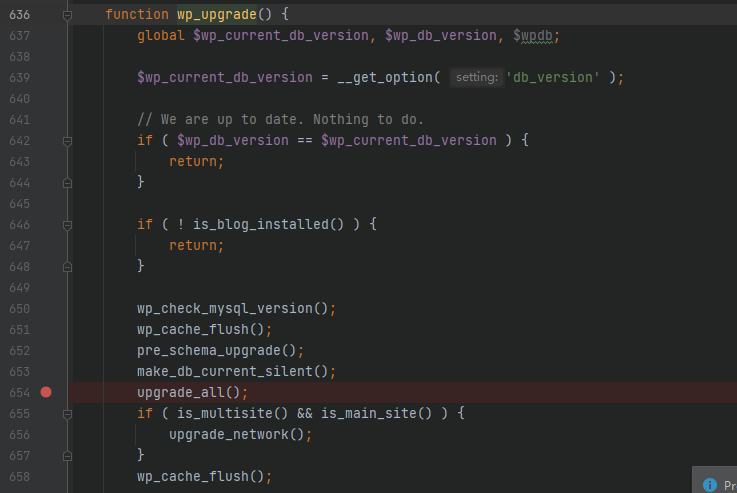 636 function wp_upgrade() {
637 global $wp_current_db_version, $wp_db_version, $wpdb;
638
639 $wp_current_db_version = __get_option( setting: 'db_version' );
640
641 // We are up to date. Nothing to do.
642 if ( $wp_db_version == $wp_current_db_version ) {
643 return;
644 }
645
646 if ( ! is_blog_installed() ) {
647 return;
648 }
649
650 wp_check_mysql_version();
651 wp_cache_flush();
652 pre_schema_upgrade();
653 make_db_current_silent();
654 upgrade_all();
655 if ( is_multisite() && is_main_site() ) {
656 upgrade_network();
657 }
658 wp_cache_flush();
Pr